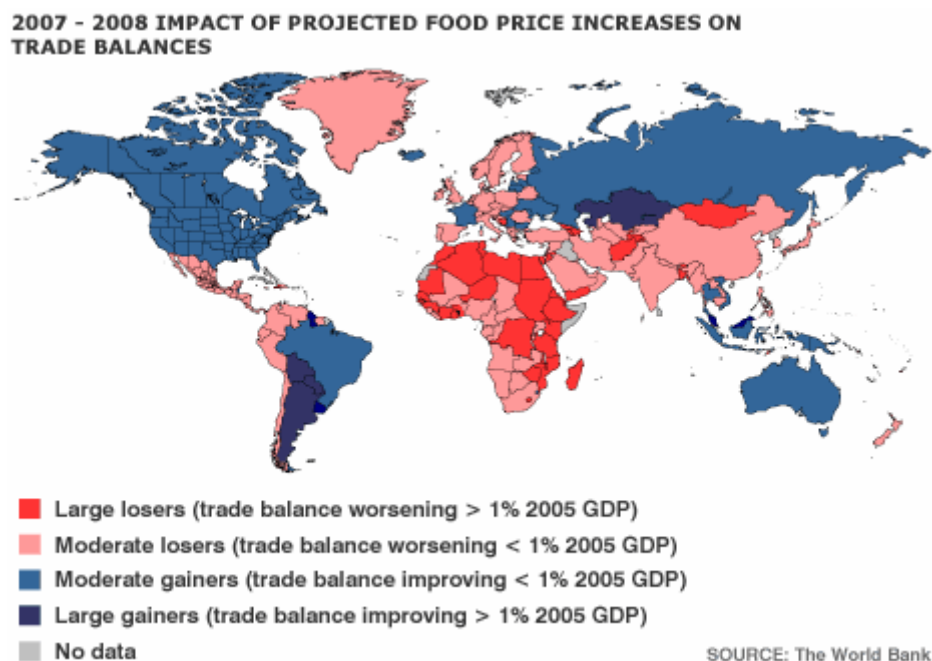 2007 - 2008 IMPACT OF PROJECTED FOOD PRICE INCREASES ON
TRADE BALANCES
Large losers (trade balance worsening > 1% 2005 GDP)
Moderate losers (trade balance worsening < 1% 2005 GDP)
Moderate gainers (trade balance improving < 1% 2005 GDP)
Large gainers (trade balance improving > 1% 2005 GDP)
No data
SOURCE: The World Bank